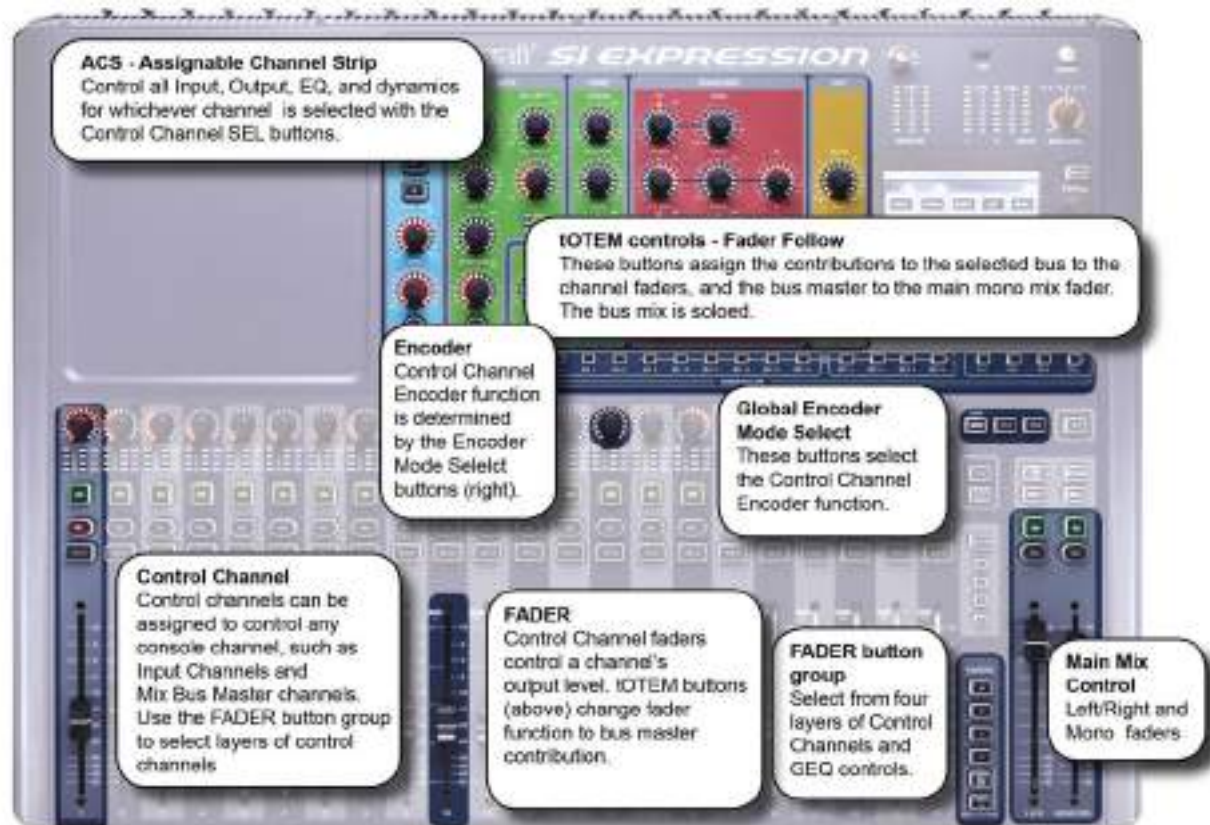 SI EXPRESSION
ACS - Assignable Channel Strip
Control all Input, Output, EQ, and dynamics
for whichever channel is selected with the
Control Channel SEL buttons.
tOTEM controls - Fader Follow
These buttons assign the contributions to the selected bus to the
channel faders, and the bus master to the main mono mix fader.
The bus mix is soloed.
Encoder
Control Channel
Encoder function
is determined
by the Encoder
Mode Selelct
buttons (right).
Global Encoder
Mode Select
These buttons select
the Control Channel
Encoder function.
Control Channel
Control channels can be
assigned to control any
console channel, such as
Input Channels and
Mix Bus Master channels.
Use the FADER button group
to select layers of control
channels
FADER
Control Channel faders
control a channel's
output level. tOTEM buttons
(above) change fader
function to bus master
contribution.
FADER button
group
Select from four
layers of Control
Channels and
GEQ controls.
Main Mix
Control
Left/Right and
Mono faders